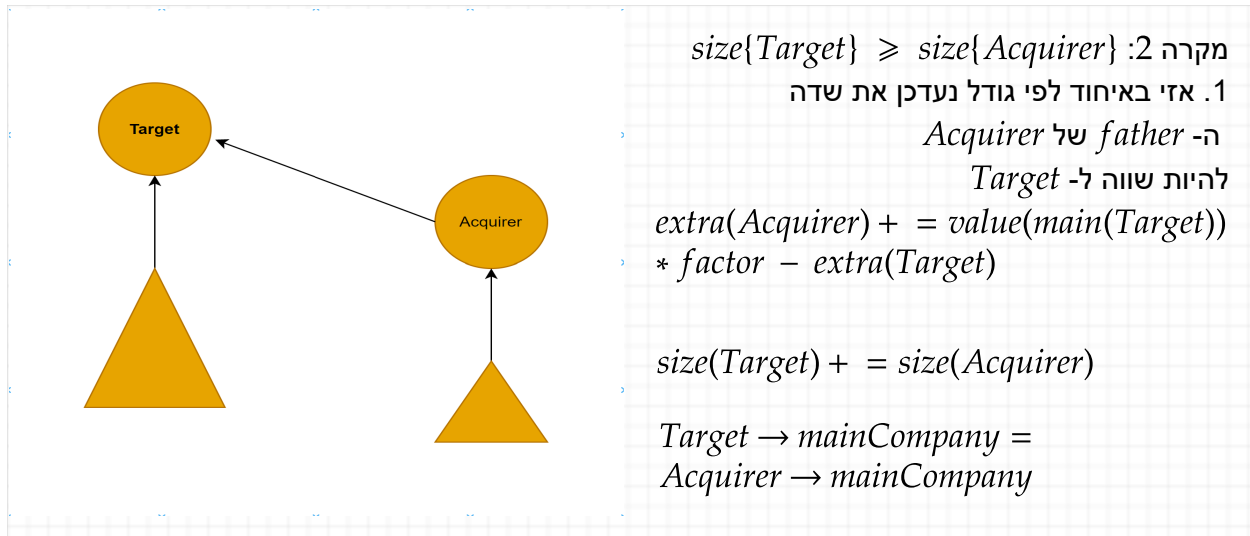 Target
Acquirer
מקרה 2: size{Target} ⩾ size{Acquirer}
1. אזי באיחוד לפי גודל נעדכן את שדה
ה- father של Acquirer
להיות שווה ל- Target
extra(Acquirer) + = value(main(Target))
* factor − extra(Target)
size(Target) + = size(Acquirer)
Target → mainCompany =
Acquirer → mainCompany